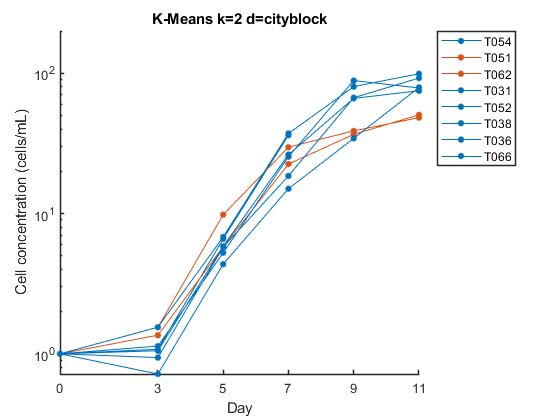 K-Means k=2 d=cityblock
Cell concentration (cells/mL)
10^2
10^1
10^0
0 3 5 7 9 11
Day
T054
T051
T062
T031
T052
T038
T036
T066